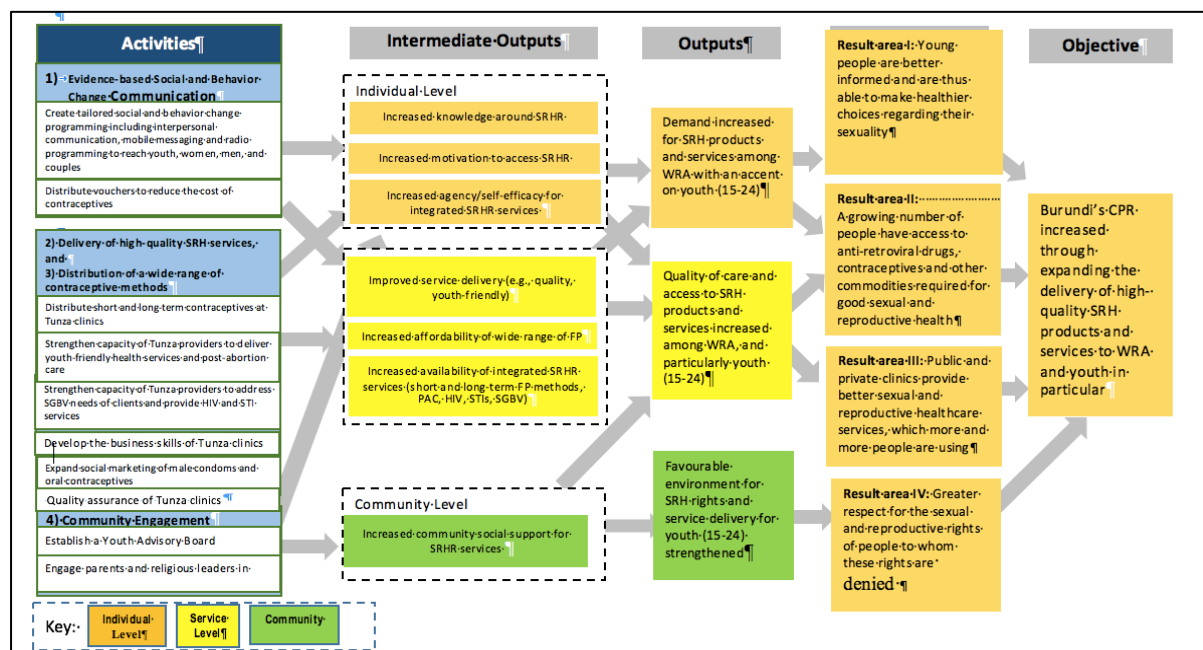 Activities¶
1) Evidence-based Social and Behavior
Change Communication¶
Create tailored social and behavior change
programming including interpersonal
communication, mobile messaging and radio
programming to reach youth, women, men, and
couples
Distribute vouchers to reduce the cost of
contraceptives
2) Delivery of high-quality SRH services,
and ¶
3) Distribution of a wide range of
contraceptive methods¶
Distribute short and long-term contraceptives at
Tunza clinics
Strengthen capacity of Tunza providers to deliver
youth-friendly health services and post-abortion
care
Strengthen capacity of Tunza providers to address
SGBV needs of clients and provide HIV and STI
services
Develop the business skills of Tunza clinics
Expand social marketing of male condoms and
oral contraceptives
Quality assurance of Tunza clinics ¶
4) Community Engagement
Establish a Youth Advisory Board
Engage parents and religious leaders in
Intermediate Outputs
Individual Level
Increased knowledge around SRHR
Increased motivation to access SRHR
Increased agency/self-efficacy for
integrated SRHR services ¶
Improved service delivery (e.g., quality,
youth-friendly)¶
Increased affordability of wide range of FP
Increased availability of integrated SRHR
services (short and long-term FP methods,
PAC, HIV, STIs, SGBV)¶
Community Level
Increased community social support for
SRHR services ¶
Outputs¶
Demand increased
for SRH products
and services among
WRA with an accent
on youth (15-24)¶
Quality of care and
access to SRH
products and
services increased
among WRA, and
particularly youth
(15-24)¶
Favourable
environment for
SRH rights and
service delivery for
youth (15-24)
strengthened¶
Result area I: Young
people are better
informed and are thus
able to make healthier
choices regarding their
sexuality¶
Result area II:
A growing number of
people have access to
anti-retroviral drugs,
contraceptives and other
commodities required for
good sexual and
reproductive health¶
Result area III: Public and
private clinics provide
better sexual and
reproductive healthcare
services, which more and
more people are using¶
Result area IV: Greater
respect for the sexual
and reproductive rights
of people to whom
these rights are
denied ¶
Objective¶
Burundi's CPR
increased
through
expanding the
delivery of high-
quality SRH
products and
services to WRA
and youth in
particular¶
Key:
Individual
Level¶
Service
Level¶
Community